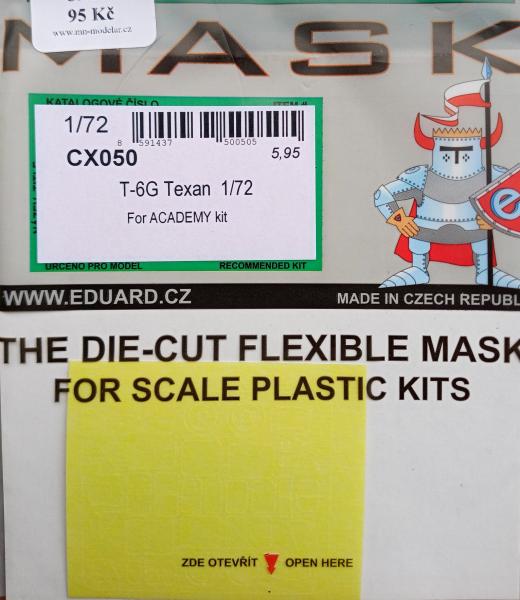 95 Kč
www.mn-modelar.cz
MASK
KATALOGOVÉ ČÍSLO ITEM #
1/72
8 591437 500505
CX050 5,95
T-6G Texan 1/72
For ACADEMY kit
URČENO PRO MODEL RECOMMENDED KIT
e
WWW.EDUARD.CZ MADE IN CZECH REPUBL
THE DIE-CUT FLEXIBLE MASK
FOR SCALE PLASTIC KITS
ZDE OTEVŘÍT OPEN HERE